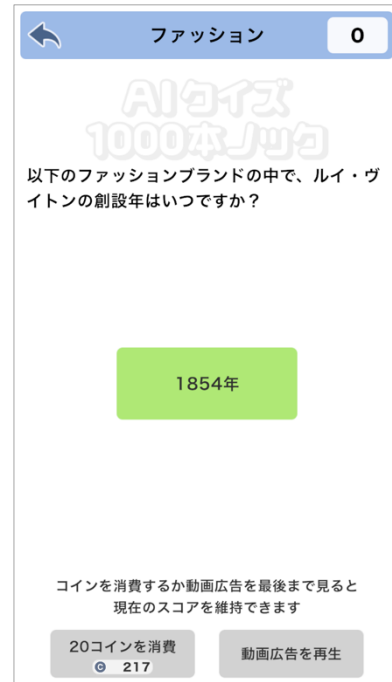 ファッション
0
AIクイズ
1000本ノック
以下のファッションブランドの中で、ルイ・ヴ
ィトンの創設年はいつですか？
1854年
コインを消費するか動画広告を最後まで見ると
現在のスコアを維持できます
20コインを消費
動画広告を再生
C 217